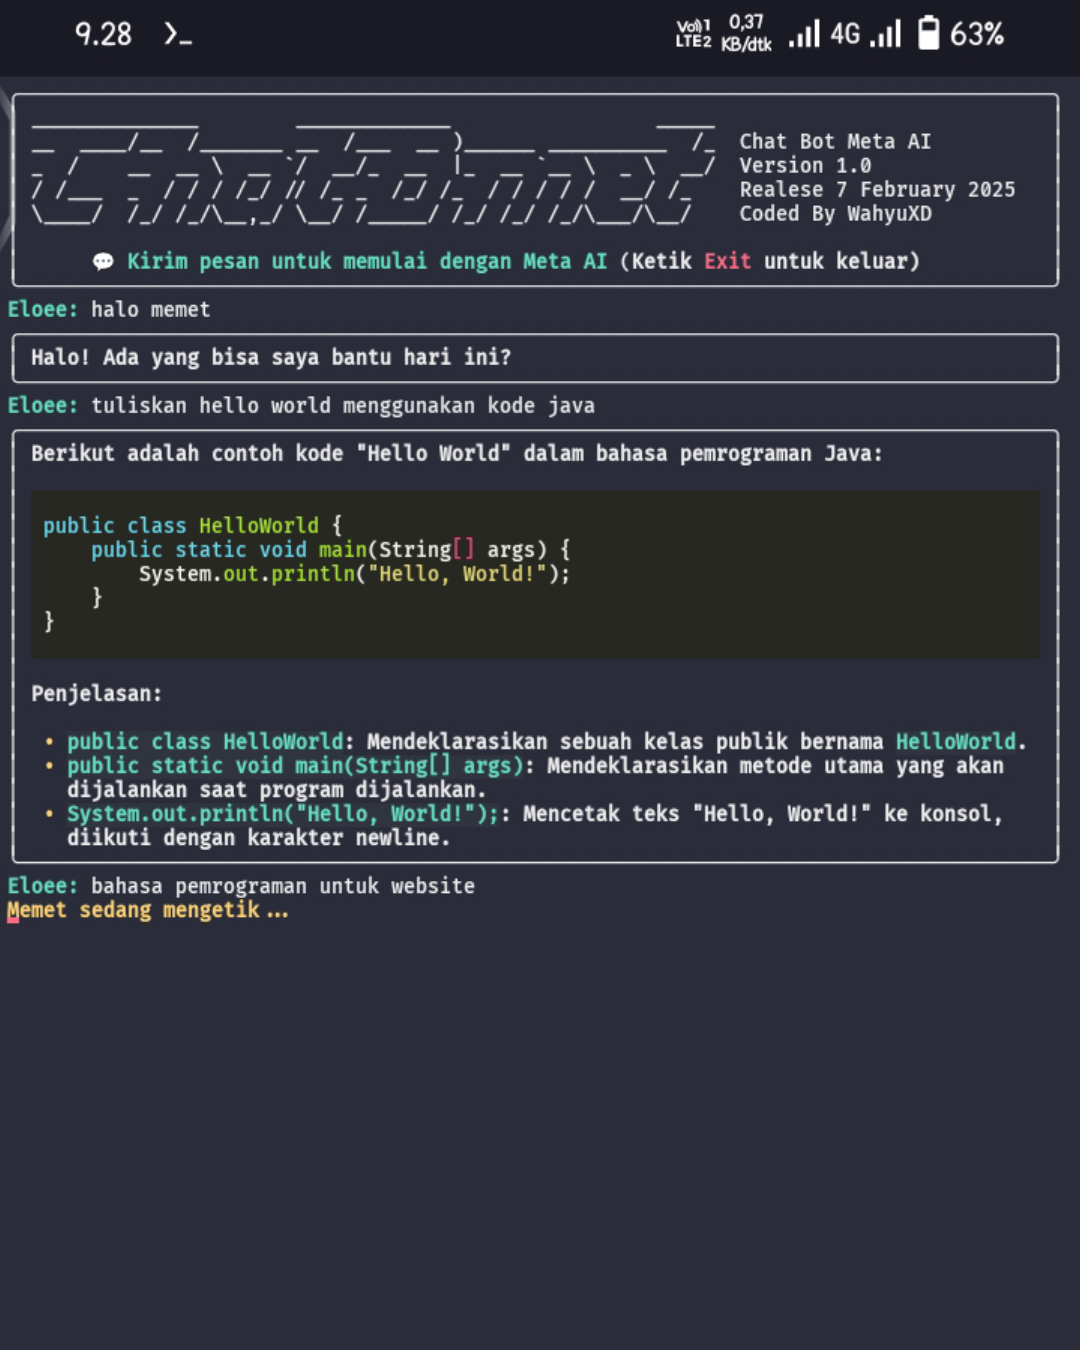 9.28 >_ Vo))1 LTE2 0,37 KB/dtk 4G 63%
Chat Bot Meta AI
Version 1.0
Realese 7 February 2025
Coded By WahyuXD
💬 Kirim pesan untuk memulai dengan Meta AI (Ketik Exit untuk keluar)
Eloee: halo memet
Halo! Ada yang bisa saya bantu hari ini?
Eloee: tuliskan hello world menggunakan kode java
Berikut adalah contoh kode "Hello World" dalam bahasa pemrograman Java:
public class HelloWorld {
    public static void main(String[] args) {
        System.out.println("Hello, World!");
    }
}
Penjelasan:
• public class HelloWorld: Mendeklarasikan sebuah kelas publik bernama HelloWorld.
• public static void main(String[] args): Mendeklarasikan metode utama yang akan
dijalankan saat program dijalankan.
• System.out.println("Hello, World!");: Mencetak teks "Hello, World!" ke konsol,
diikuti dengan karakter newline.
Eloee: bahasa pemrograman untuk website
Memet sedang mengetik...